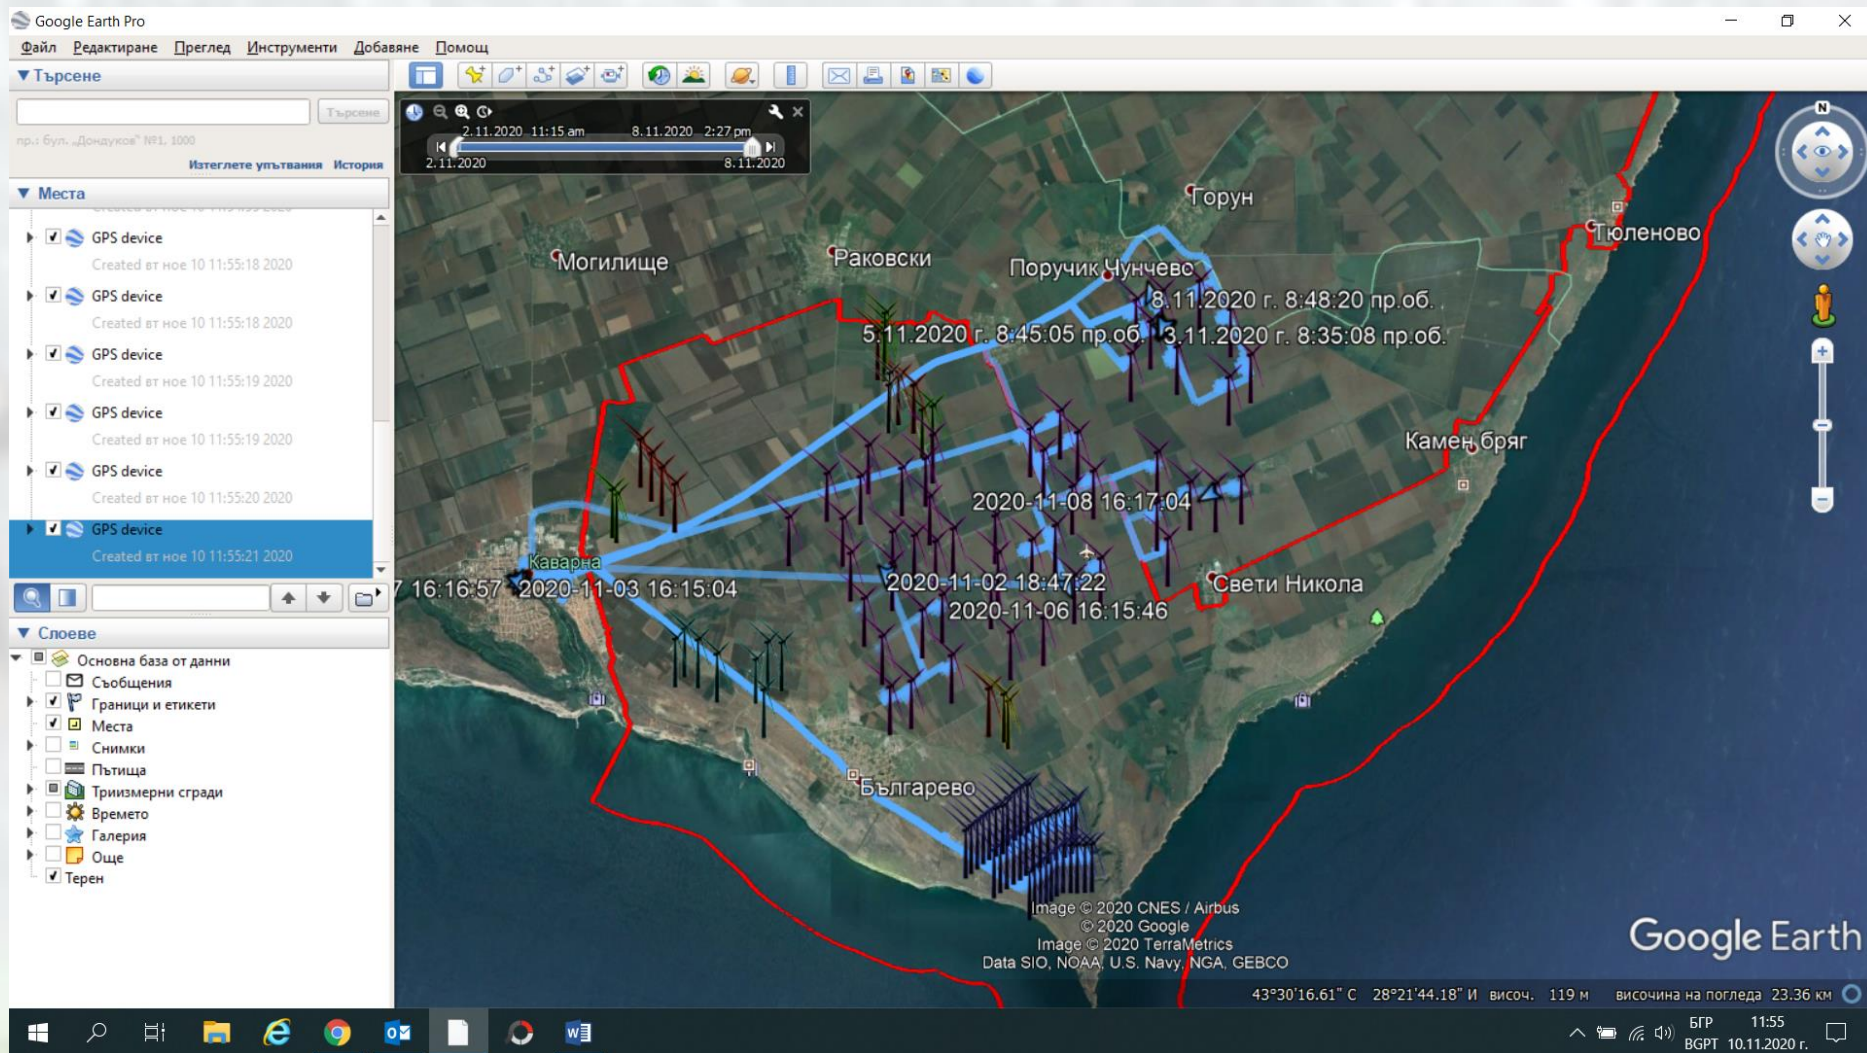 Google Earth Pro
Файл Редактиране Преглед Инструменти Добавяне Помощ
Търсене
Търсене
пр.: бул. „Дондуков“ №1, 1000
Изтеглете упътвания История
Места
GPS device
Created вт ное 10 11:55:18 2020
GPS device
Created вт ное 10 11:55:18 2020
GPS device
Created вт ное 10 11:55:19 2020
GPS device
Created вт ное 10 11:55:19 2020
GPS device
Created вт ное 10 11:55:20 2020
GPS device
Created вт ное 10 11:55:21 2020
Слоеве
Основна база от данни
Съобщения
Граници и етикети
Места
Снимки
Пътища
Триизмерни сгради
Времето
Галерия
Още
Терен
2.11.2020 11:15 am 8.11.2020 2:27 pm
2.11.2020 8.11.2020
N
Горун
Тюленово
Могилище
Раковски
Поручик Чунчево
8.11.2020 г. 8:48:20 пр.об.
5.11.2020 г. 8:45:05 пр.об. 3.11.2020 г. 8:35:08 пр.об.
Камен бряг
2020-11-08 16:17:04
Каварна
7 16:16:57 2020-11-03 16:15:04
2020-11-02 18:47:22
Свети Никола
2020-11-06 16:15:46
Българево
Image © 2020 CNES / Airbus
© 2020 Google
Image © 2020 TerraMetrics
Data SIO, NOAA, U.S. Navy, NGA, GEBCO
Google Earth
43°30'16.61" С 28°21'44.18" И височ. 119 м височина на погледа 23.36 км
БГР 11:55
BGPT 10.11.2020 г.